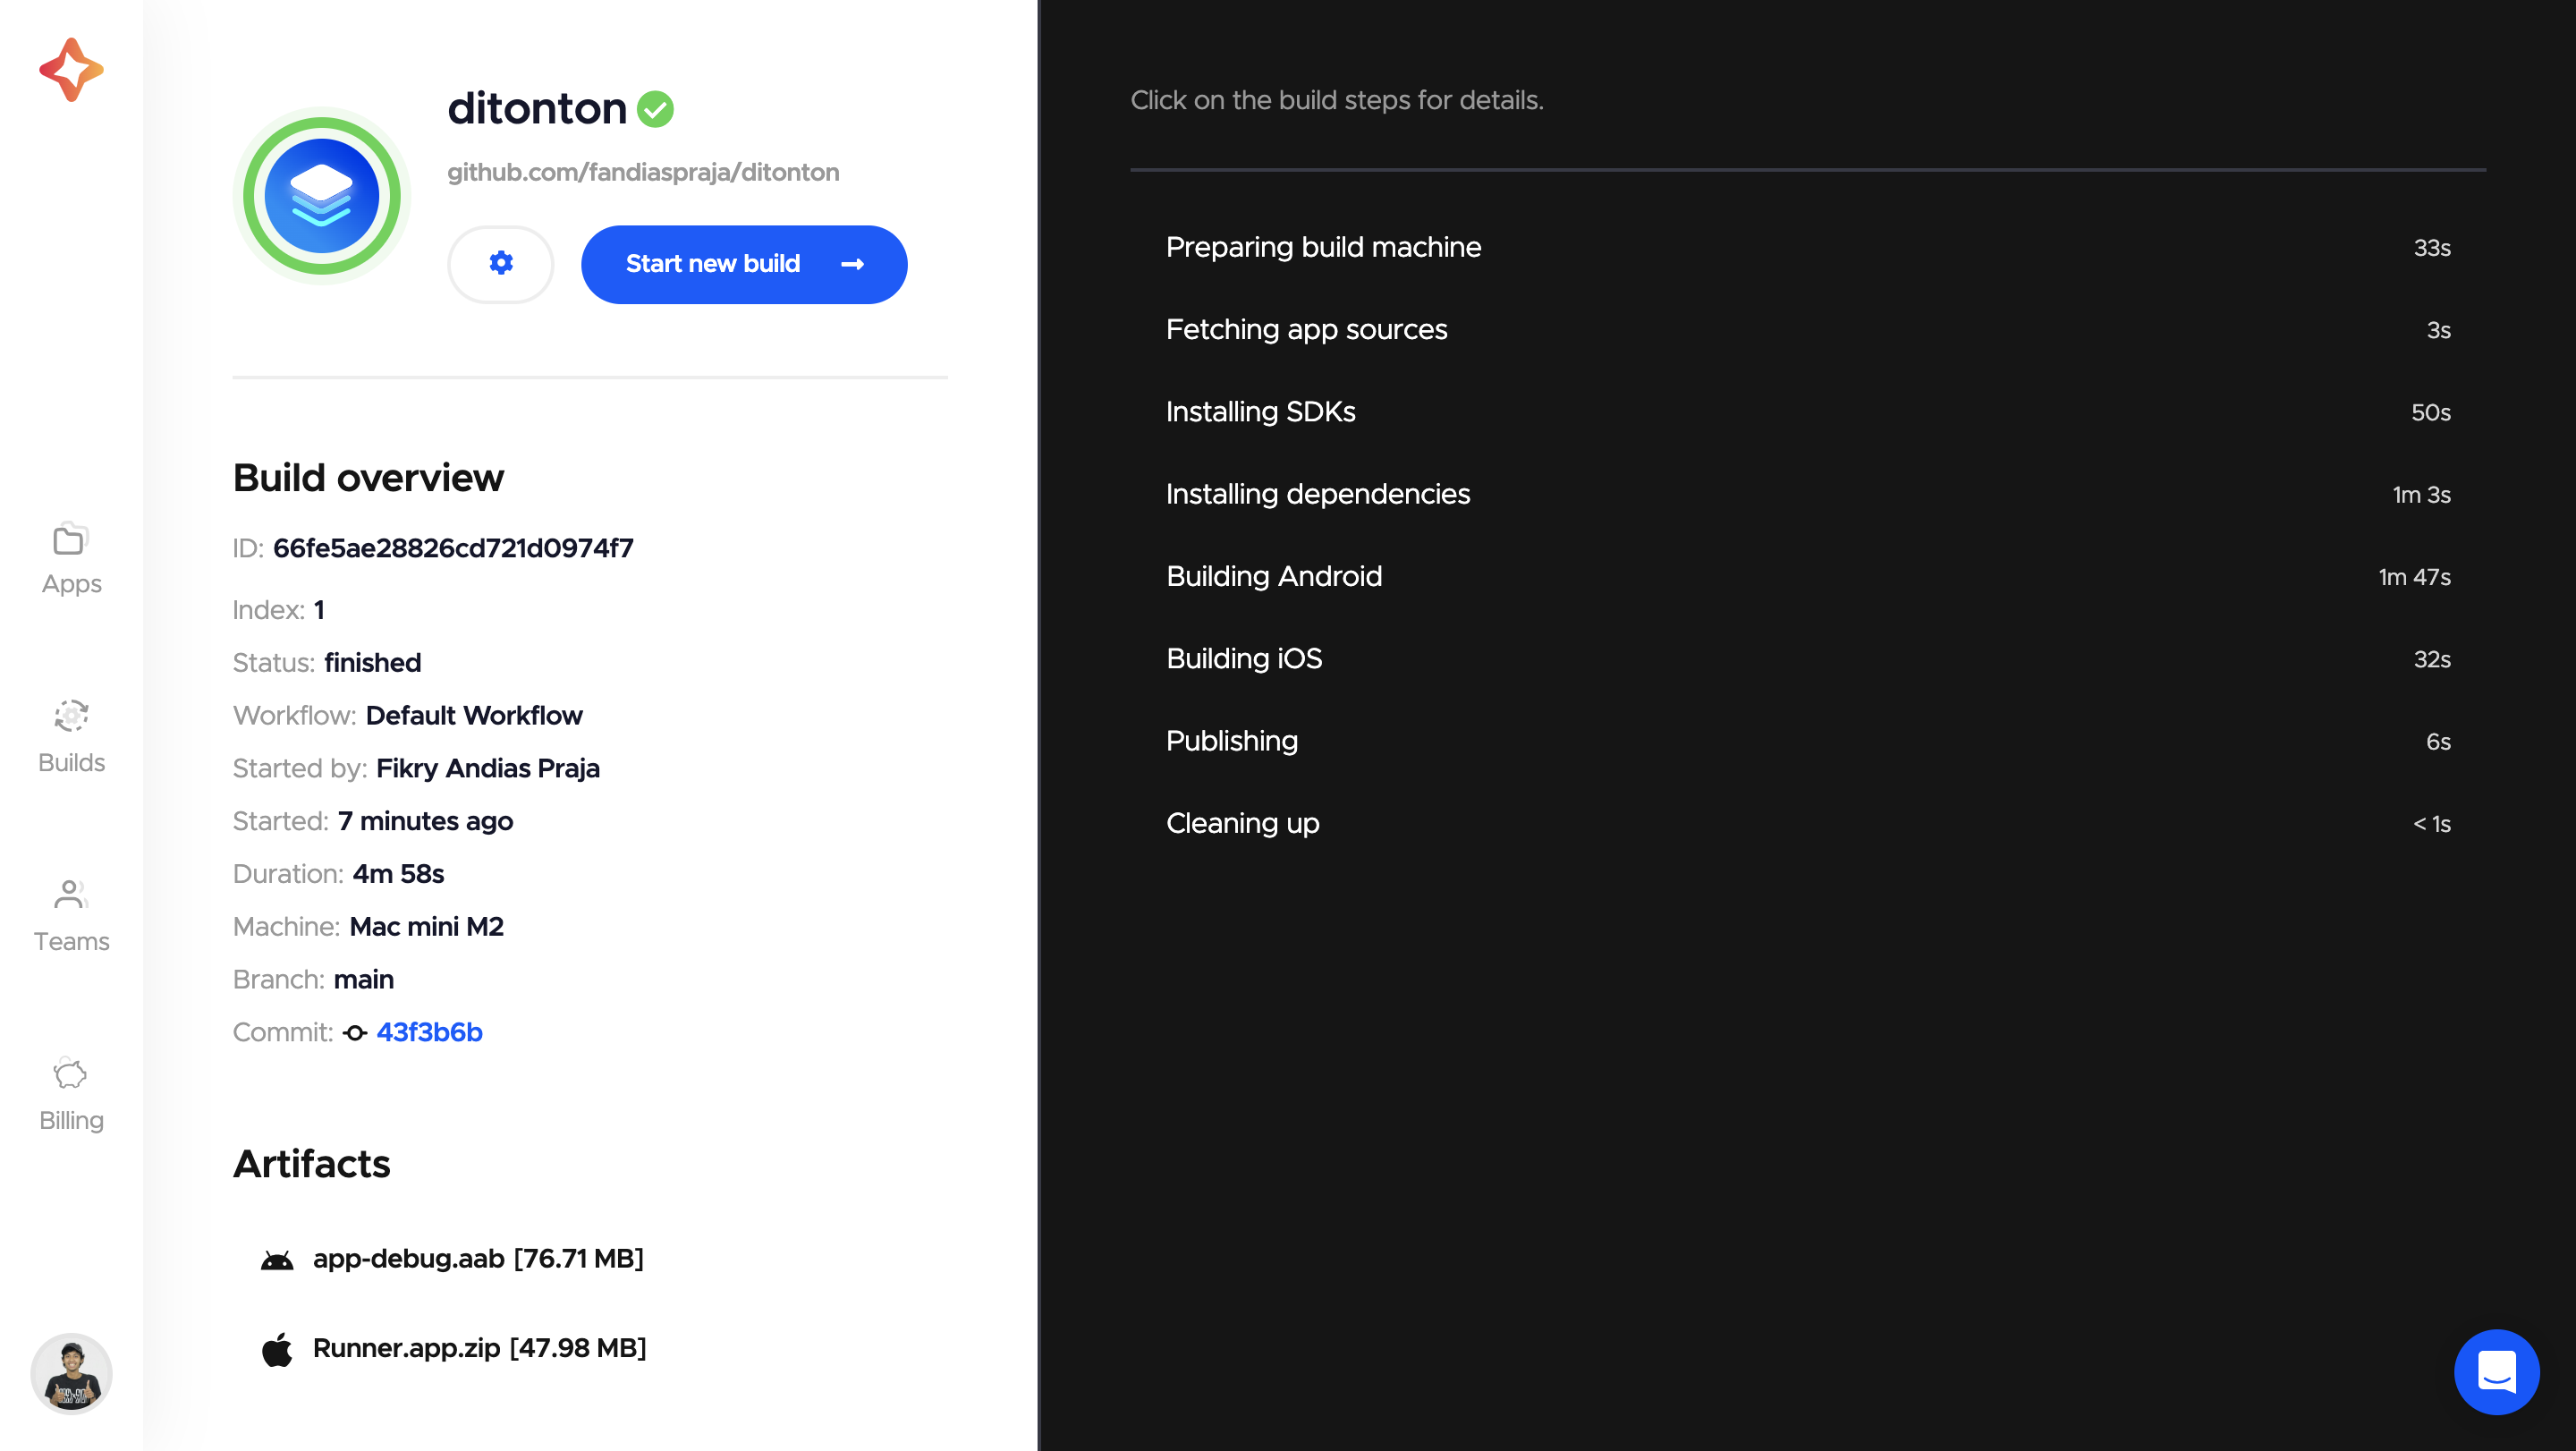 ditonton
github.com/fandiaspraja/ditonton
Start new build
Build overview
ID: 66fe5ae28826cd721d0974f7
Index: 1
Status: finished
Workflow: Default Workflow
Started by: Fikry Andias Praja
Started: 7 minutes ago
Duration: 4m 58s
Machine: Mac mini M2
Branch: main
Commit: 43f3b6b
Artifacts
app-debug.aab [76.71 MB]
Runner.app.zip [47.98 MB]
Apps
Builds
Teams
Billing
Click on the build steps for details.
Preparing build machine 33s
Fetching app sources 3s
Installing SDKs 50s
Installing dependencies 1m 3s
Building Android 1m 47s
Building iOS 32s
Publishing 6s
Cleaning up < 1s